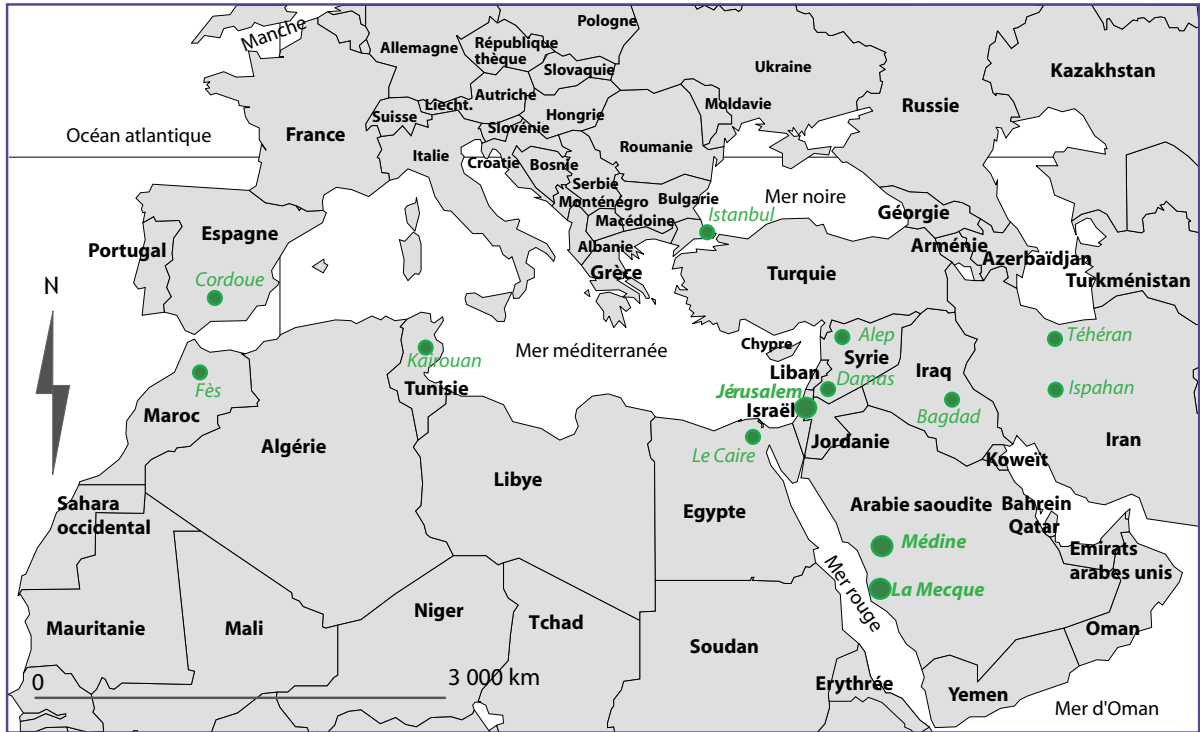 Manche
Pologne
Allemagne
République
thèque
Slovaquie
Ukraine
Kazakhstan
Autriche
Liecht.
Suisse
Hongrie
Moldavie
Russie
Océan atlantique
France
Slovénie
Roumanie
Italie
Croatie
Bosnie
Serbie
Monténégro
Bulgarie
Mer noire
Istanbul
Macédoine
Géorgie
Portugal
Espagne
Albanie
Arménie
Azerbaïdjan
Grèce
Turquie
Turkménistan
Cordoue
N
Mer méditerranée
Chypre
Alep
Téhéran
Kairouan
Syrie
Liban
Iraq
Fès
Tunisie
Damas
Jérusalem
Ispahan
Maroc
Israël
Bagdad
Jordanie
Iran
Algérie
Le Caire
Koweït
Libye
Sahara
occidental
Egypte
Arabie saoudite
Bahrein
Qatar
Médine
Emirats
arabes unis
Mer rouge
La Mecque
Mauritanie
Mali
Niger
Tchad
Soudan
Oman
0
3 000 km
Erythrée
Yemen
Mer d'Oman